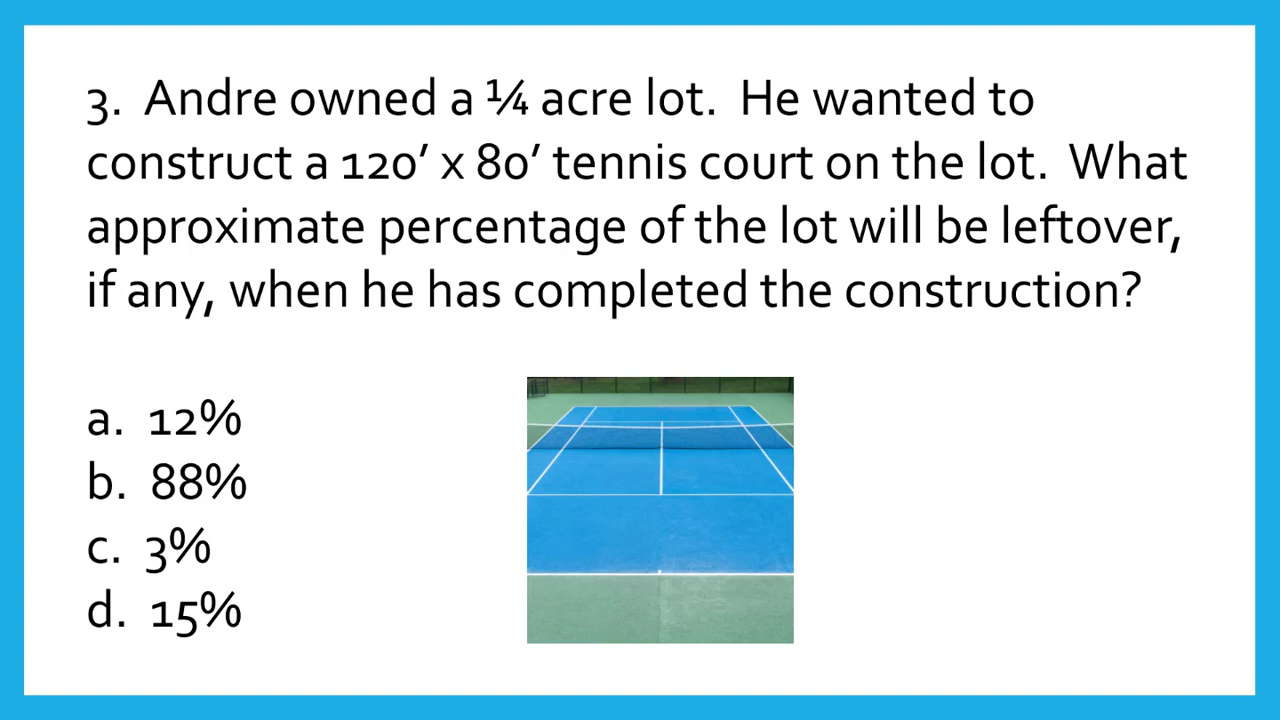 3.  Andre owned a ¼ acre lot.  He wanted to
construct a 120’ x 80’ tennis court on the lot.  What
approximate percentage of the lot will be leftover,
if any, when he has completed the construction?
a.  12%
b.  88%
c.  3%
d.  15%